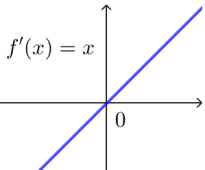 f′(x) = x
0